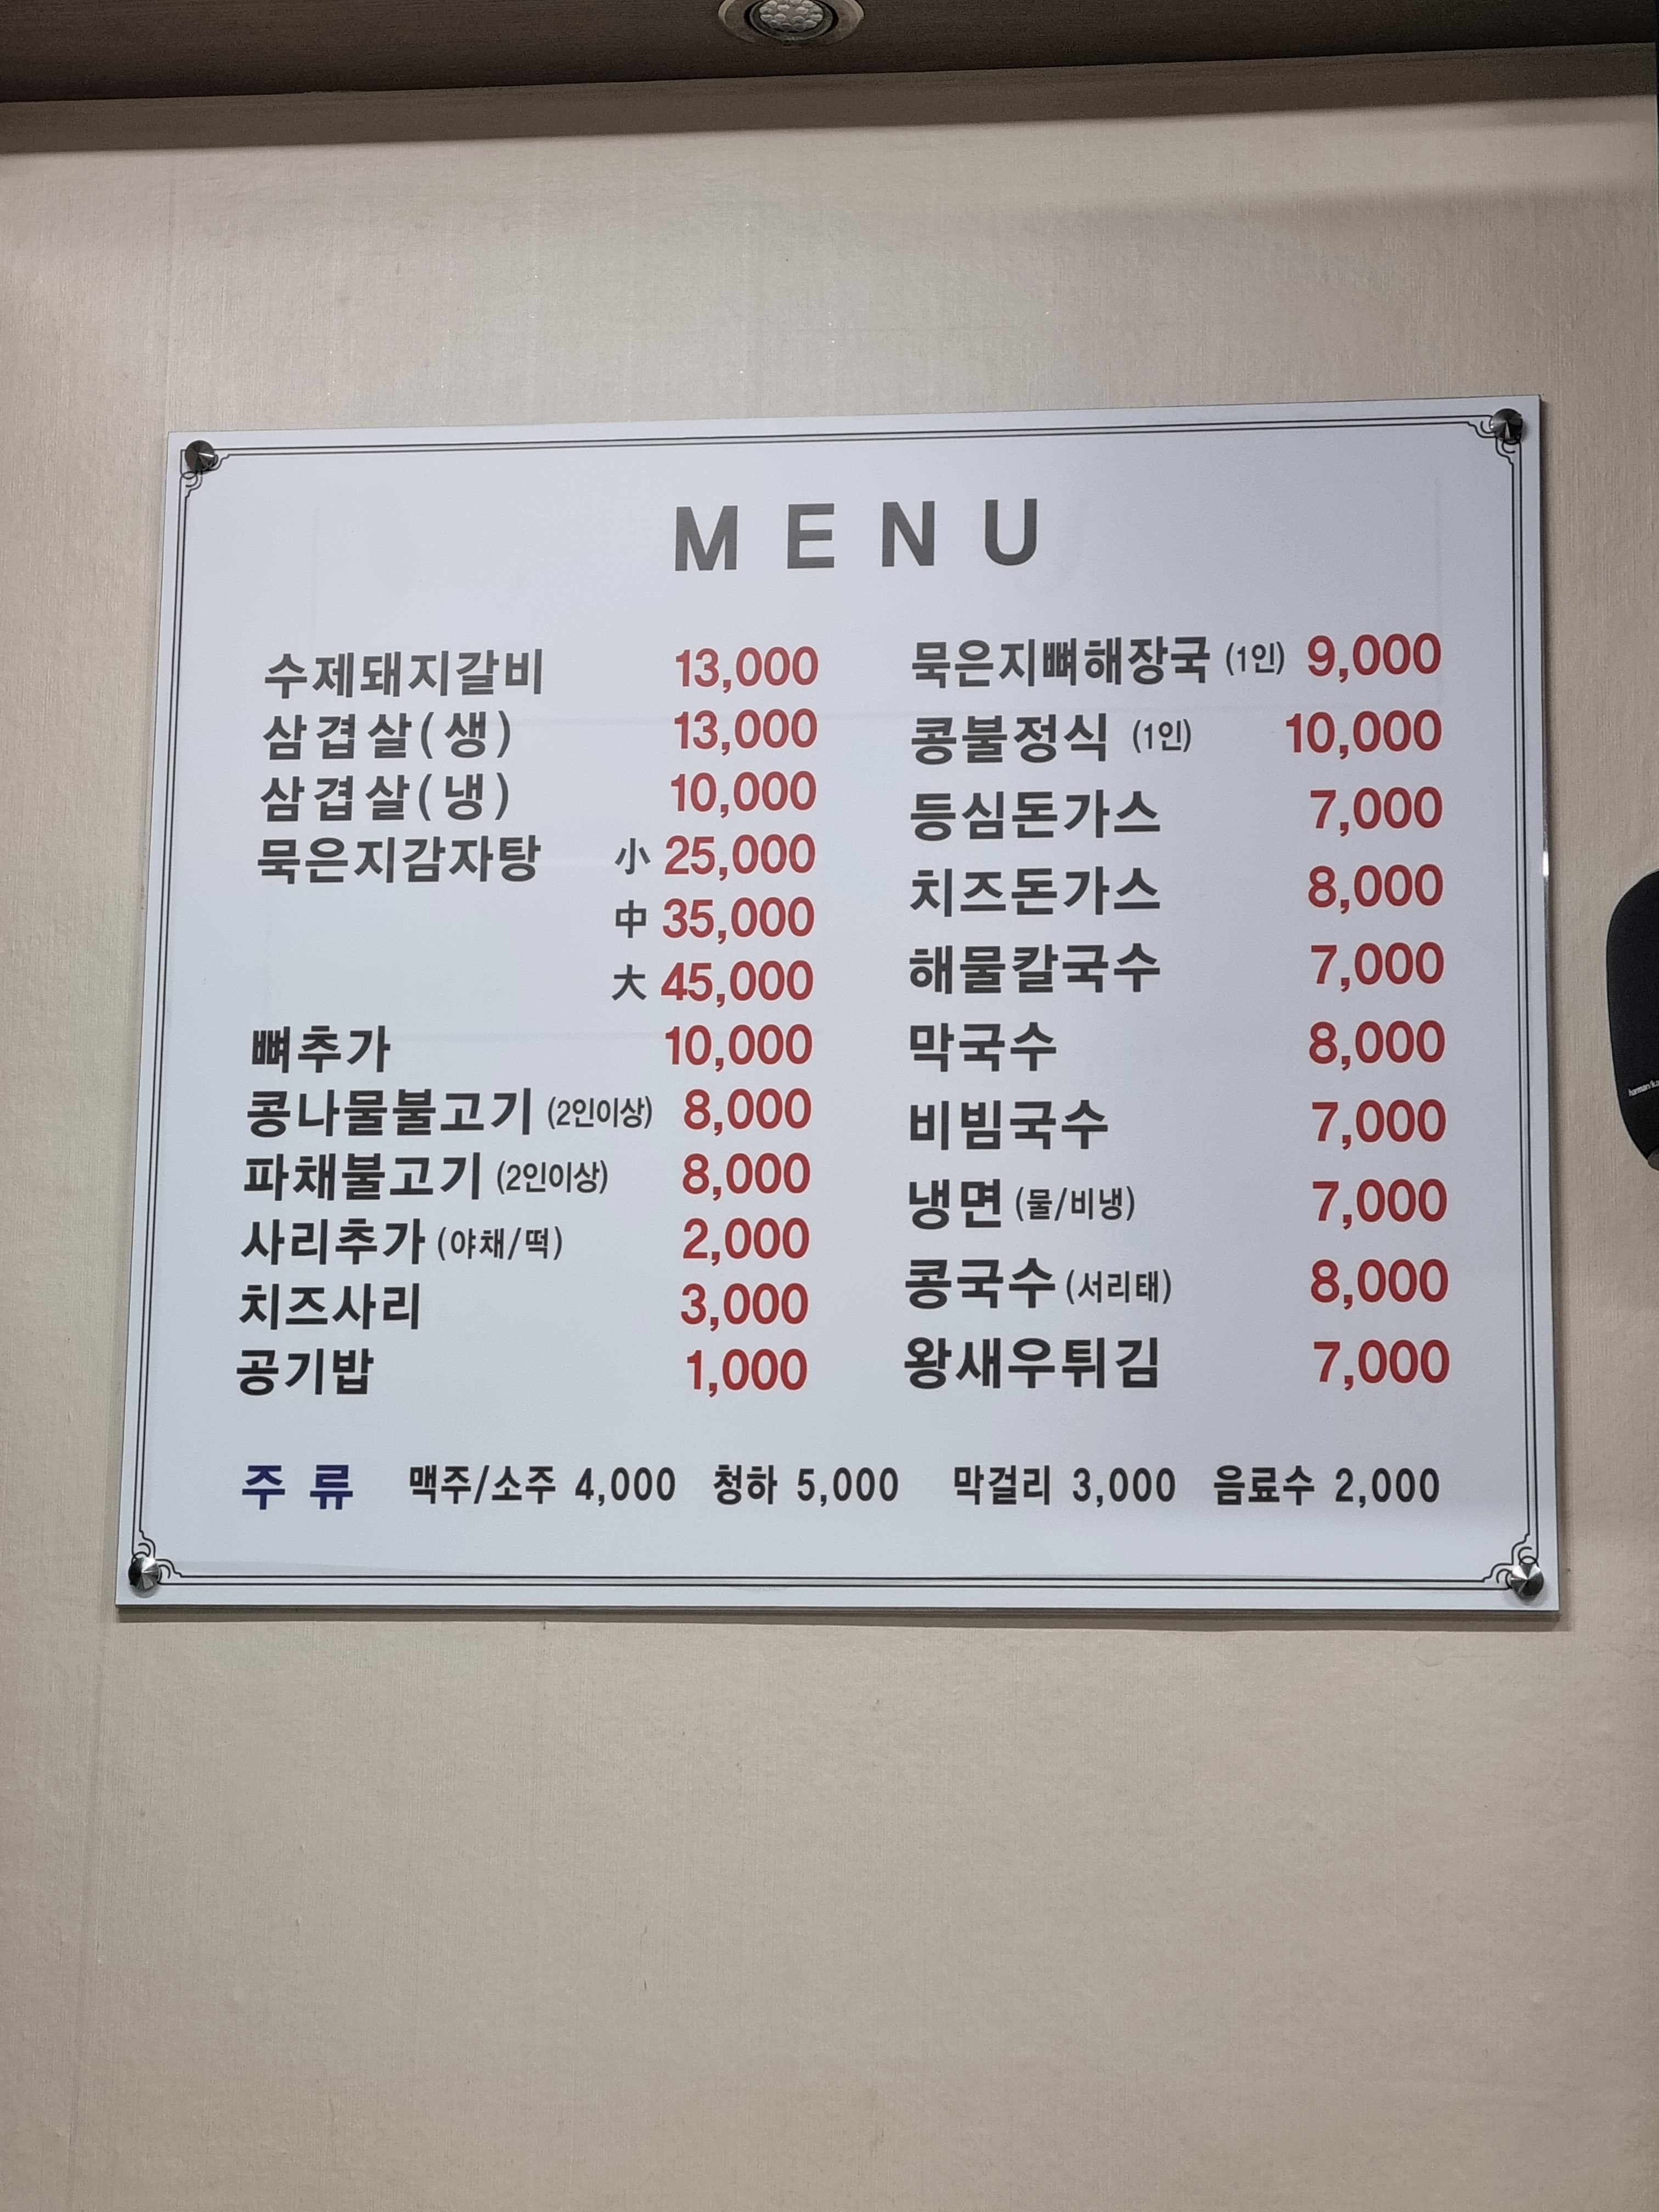 MENU
수제돼지갈비 13,000
삼겹살(생) 13,000
삼겹살(냉) 10,000
묵은지감자탕 小 25,000
中 35,000
大 45,000
뼈추가 10,000
콩나물불고기 (2인이상) 8,000
파채불고기 (2인이상) 8,000
사리추가 (야채/떡) 2,000
치즈사리 3,000
공기밥 1,000
묵은지뼈해장국 (1인) 9,000
콩불정식 (1인) 10,000
등심돈가스 7,000
치즈돈가스 8,000
해물칼국수 7,000
막국수 8,000
비빔국수 7,000
냉면 (물/비냉) 7,000
콩국수 (서리태) 8,000
왕새우튀김 7,000
주류 맥주/소주 4,000 청하 5,000 막걸리 3,000 음료수 2,000